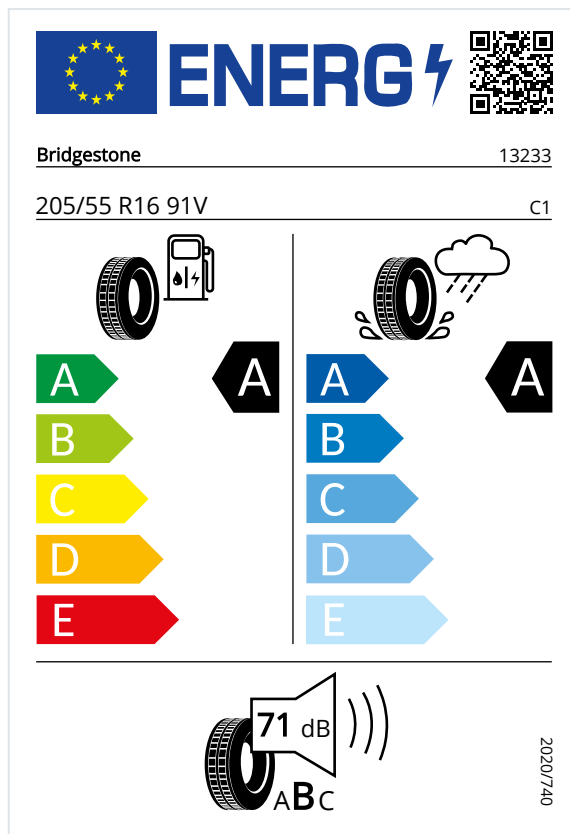 ENERG
Bridgestone 13233
205/55 R16 91V C1
A A A A
B B
C C
D D
E E
71 dB
ABC
2020/740